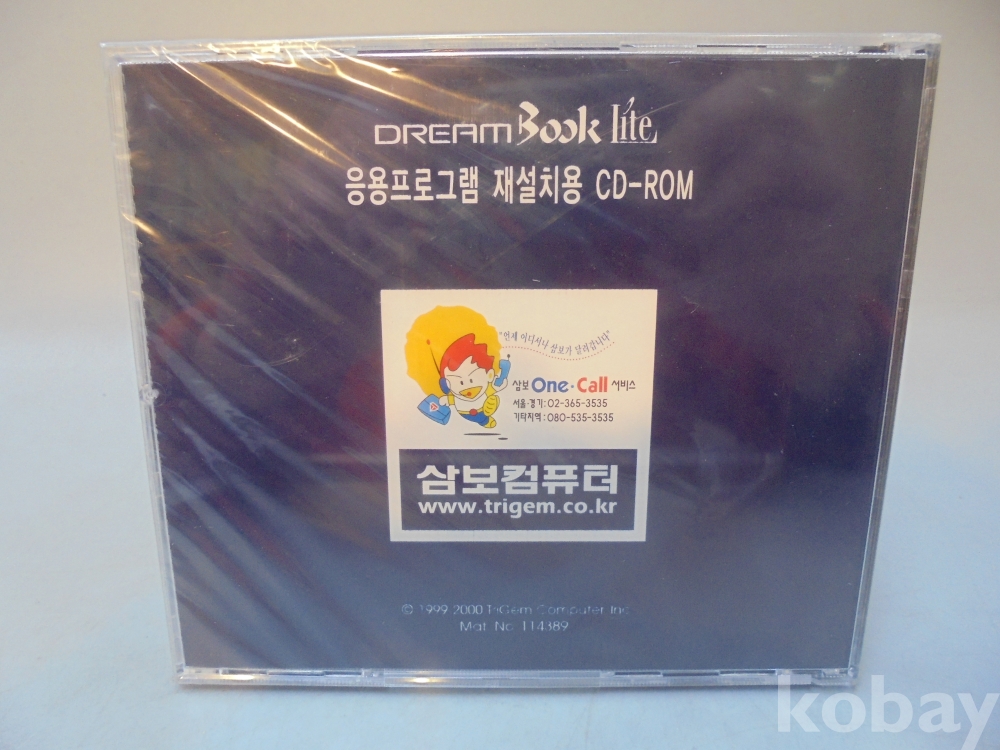 DREAM Book Lite
응용프로그램 재설치용 CD-ROM
"언제 어디서나 삼보가 달려갑니다"
삼보 One·Call 서비스
서울·경기:02-365-3535
기타지역:080-535-3535
삼보컴퓨터
www.trigem.co.kr
© 1999-2000 TriGem Computer Inc.
Mat. No 114389
kobay